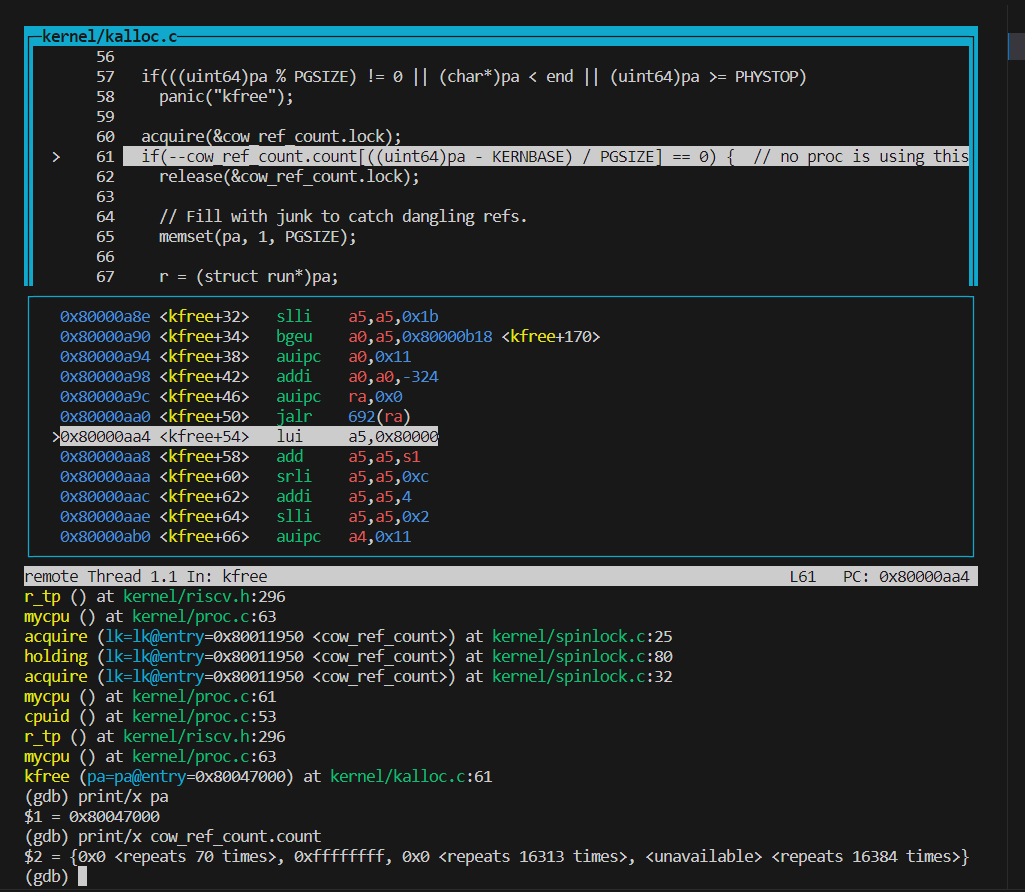 kernel/kalloc.c
56
57 if(((uint64)pa % PGSIZE) != 0 || (char*)pa < end || (uint64)pa >= PHYSTOP)
58 panic("kfree");
59
60 acquire(&cow_ref_count.lock);
> 61 if(--cow_ref_count.count[((uint64)pa - KERNBASE) / PGSIZE] == 0) { // no proc is using this
62 release(&cow_ref_count.lock);
63
64 // Fill with junk to catch dangling refs.
65 memset(pa, 1, PGSIZE);
66
67 r = (struct run*)pa;
0x80000a8e <kfree+32> slli a5,a5,0x1b
0x80000a90 <kfree+34> bgeu a0,a5,0x80000b18 <kfree+170>
0x80000a94 <kfree+38> auipc a0,0x11
0x80000a98 <kfree+42> addi a0,a0,-324
0x80000a9c <kfree+46> auipc ra,0x0
0x80000aa0 <kfree+50> jalr 692(ra)
>0x80000aa4 <kfree+54> lui a5,0x80000
0x80000aa8 <kfree+58> add a5,a5,s1
0x80000aaa <kfree+60> srli a5,a5,0xc
0x80000aac <kfree+62> addi a5,a5,4
0x80000aae <kfree+64> slli a5,a5,0x2
0x80000ab0 <kfree+66> auipc a4,0x11
remote Thread 1.1 In: kfree L61 PC: 0x80000aa4
r_tp () at kernel/riscv.h:296
mycpu () at kernel/proc.c:63
acquire (lk=lk@entry=0x80011950 <cow_ref_count>) at kernel/spinlock.c:25
holding (lk=lk@entry=0x80011950 <cow_ref_count>) at kernel/spinlock.c:80
acquire (lk=lk@entry=0x80011950 <cow_ref_count>) at kernel/spinlock.c:32
mycpu () at kernel/proc.c:61
cpuid () at kernel/proc.c:53
r_tp () at kernel/riscv.h:296
mycpu () at kernel/proc.c:63
kfree (pa=pa@entry=0x80047000) at kernel/kalloc.c:61
(gdb) print/x pa
$1 = 0x80047000
(gdb) print/x cow_ref_count.count
$2 = {0x0 <repeats 70 times>, 0xffffffff, 0x0 <repeats 16313 times>, <unavailable> <repeats 16384 times>}
(gdb)